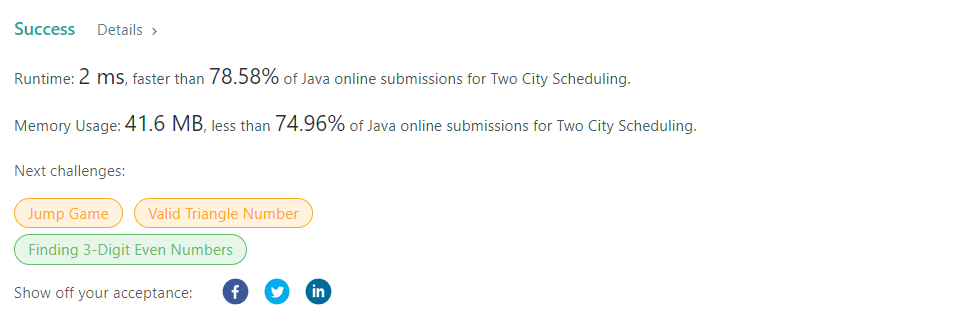 Success Details ›
Runtime: 2 ms, faster than 78.58% of Java online submissions for Two City Scheduling.
Memory Usage: 41.6 MB, less than 74.96% of Java online submissions for Two City Scheduling.
Next challenges:
Jump Game Valid Triangle Number
Finding 3-Digit Even Numbers
Show off your acceptance: f in